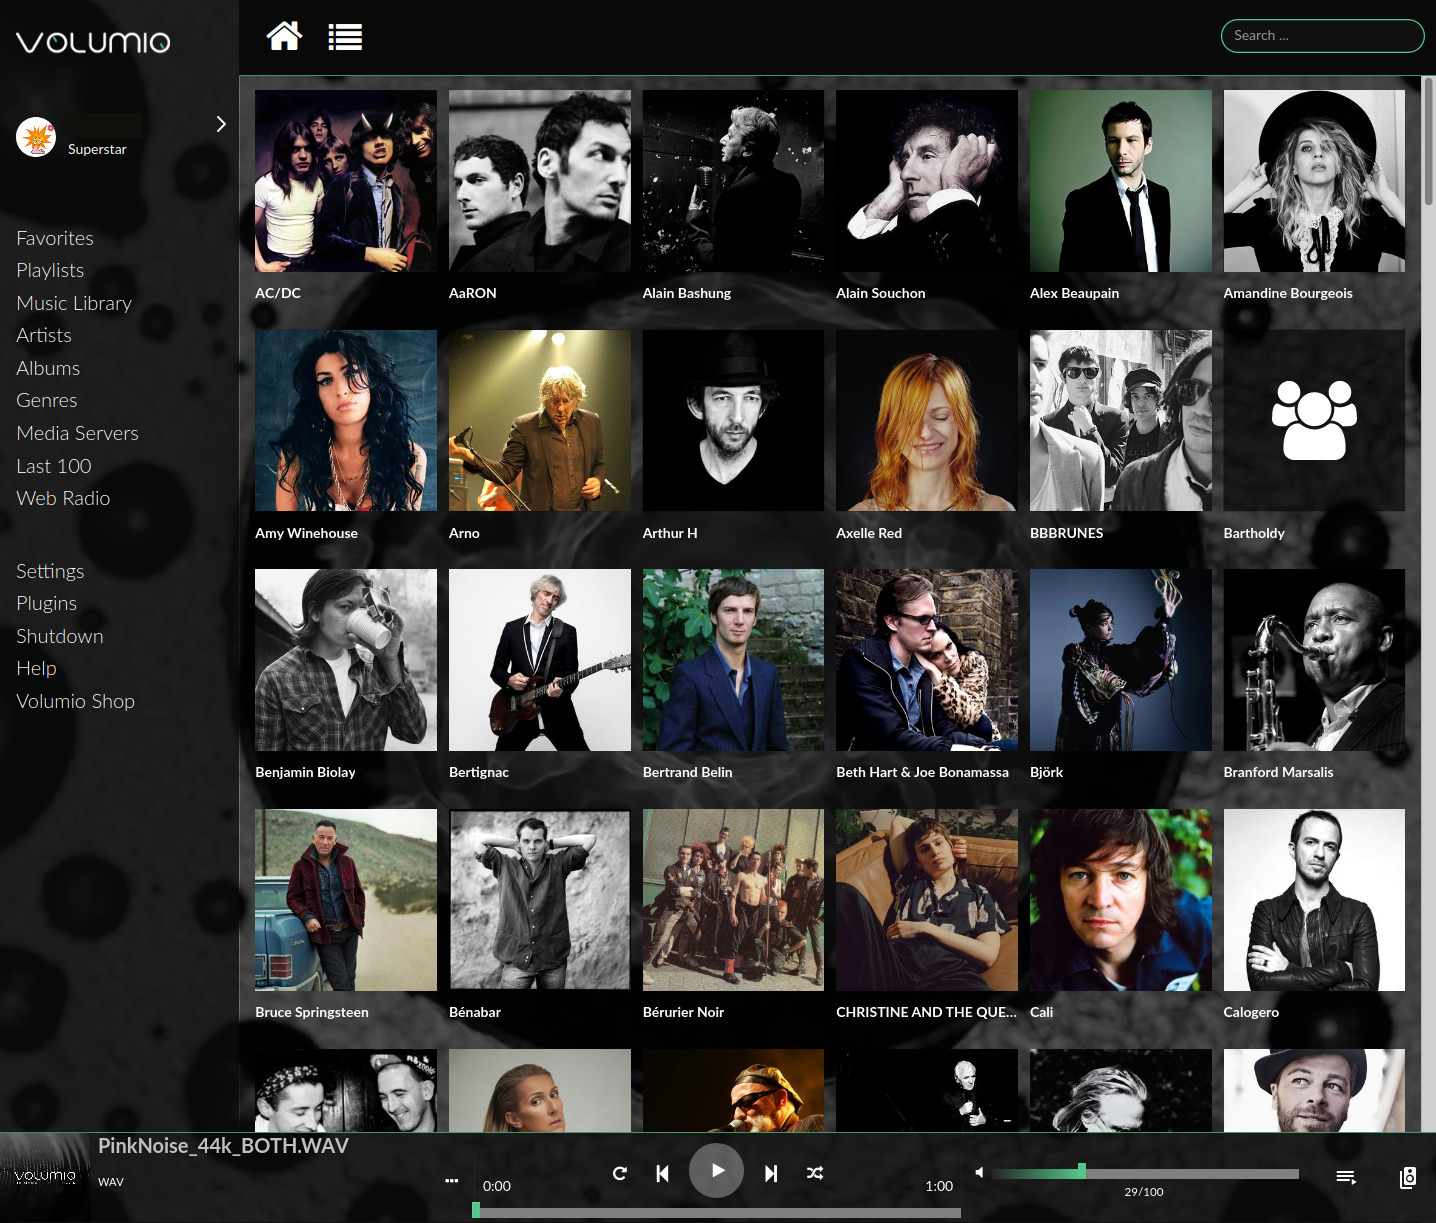 VOLUMIO
Search ...
Superstar
Favorites
Playlists
Music Library
Artists
Albums
Genres
Media Servers
Last 100
Web Radio
Settings
Plugins
Shutdown
Help
Volumio Shop
AC/DC
AaRON
Alain Bashung
Alain Souchon
Alex Beaupain
Amandine Bourgeois
Amy Winehouse
Arno
Arthur H
Axelle Red
BBBRUNES
Bartholdy
Benjamin Biolay
Bertignac
Bertrand Belin
Beth Hart & Joe Bonamassa
Björk
Branford Marsalis
Bruce Springsteen
Bénabar
Bérurier Noir
CHRISTINE AND THE QUE...
Cali
Calogero
VOLUMIO
PinkNoise_44k_BOTH.WAV
WAV
0:00
1:00
29/100